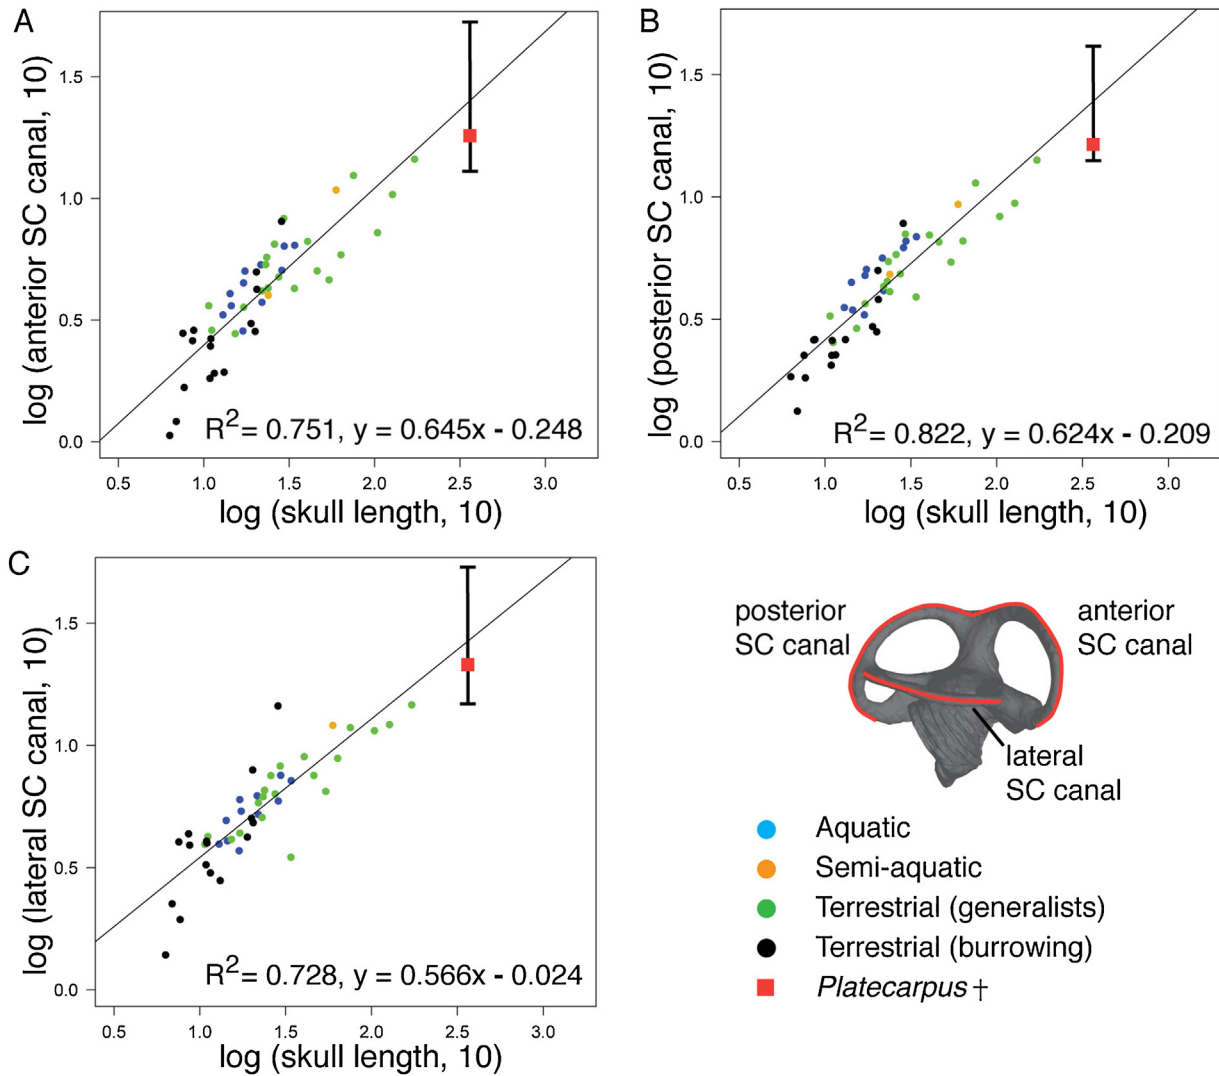 A
log (anterior SC canal, 10)
1.5
1.0
0.5
0.0
R2= 0.751, y = 0.645x - 0.248
0.5 1.0 1.5 2.0 2.5 3.0
log (skull length, 10)
B
log (posterior SC canal, 10)
1.5
1.0
0.5
0.0
R2= 0.822, y = 0.624x - 0.209
0.5 1.0 1.5 2.0 2.5 3.0
log (skull length, 10)
C
log (lateral SC canal, 10)
1.5
1.0
0.5
0.0
R2= 0.728, y = 0.566x - 0.024
0.5 1.0 1.5 2.0 2.5 3.0
log (skull length, 10)
posterior
SC canal
anterior
SC canal
lateral
SC canal
Aquatic
Semi-aquatic
Terrestrial (generalists)
Terrestrial (burrowing)
Platecarpus †